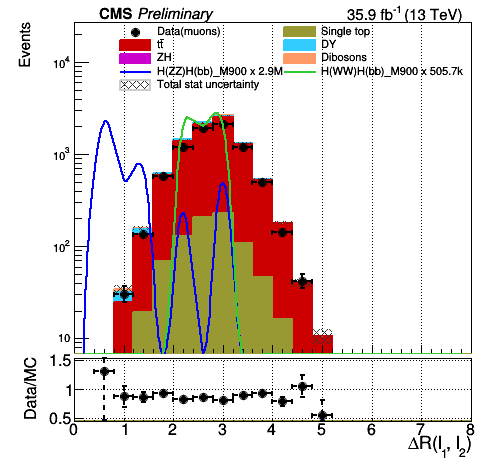 CMS Preliminary 35.9 fb⁻¹ (13 TeV)
Events
Data(muons) Single top
tt̄ DY
ZH Dibosons
H(ZZ)H(bb)_M900 x 2.9M H(WW)H(bb)_M900 x 505.7k
Total stat uncertainty
10⁴
10³
10²
10
Data/MC
1.5
1
0.5
0 1 2 3 4 5 6 7 8
ΔR(l₁, l₂)